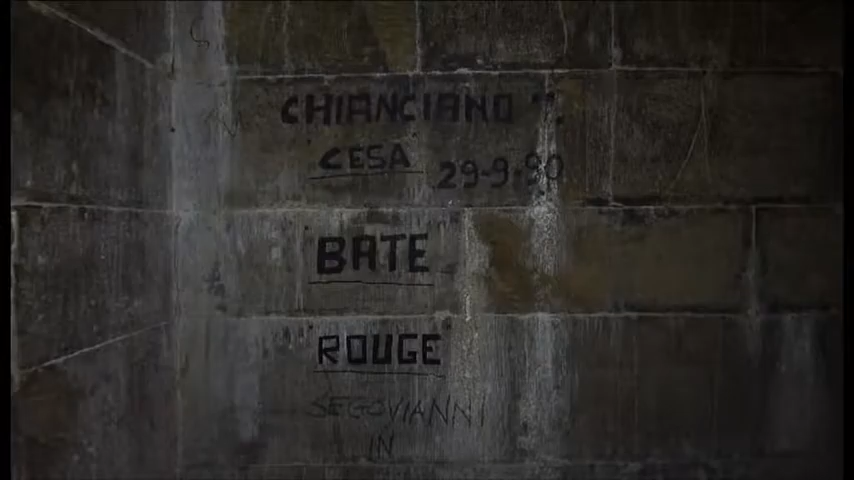 CHIANCIANO T.
CESA 29-9-90
BATE
ROUGE
SEGOVIANNI
IN